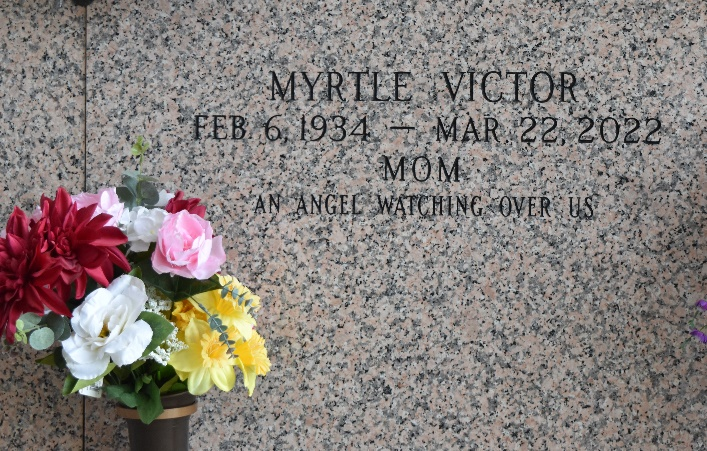 MYRTLE VICTOR
FEB. 6, 1934 — MAR. 22, 2022
MOM
AN ANGEL WATCHING OVER US